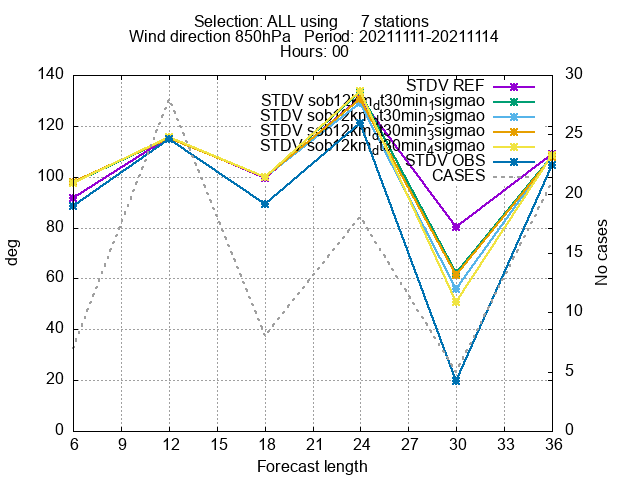 Selection: ALL using 7 stations
Wind direction 850hPa Period: 20211111-20211114
Hours: 00
140
120
100
80
60
40
20
0
30
25
20
15
10
5
0
deg
No cases
STDV REF
STDV sob12km_dt30min_1sigmao
STDV sob12km_dt30min_2sigmao
STDV sob12km_dt30min_3sigmao
STDV sob12km_dt30min_4sigmao
STDV OBS
CASES
6 9 12 15 18 21 24 27 30 33 36
Forecast length